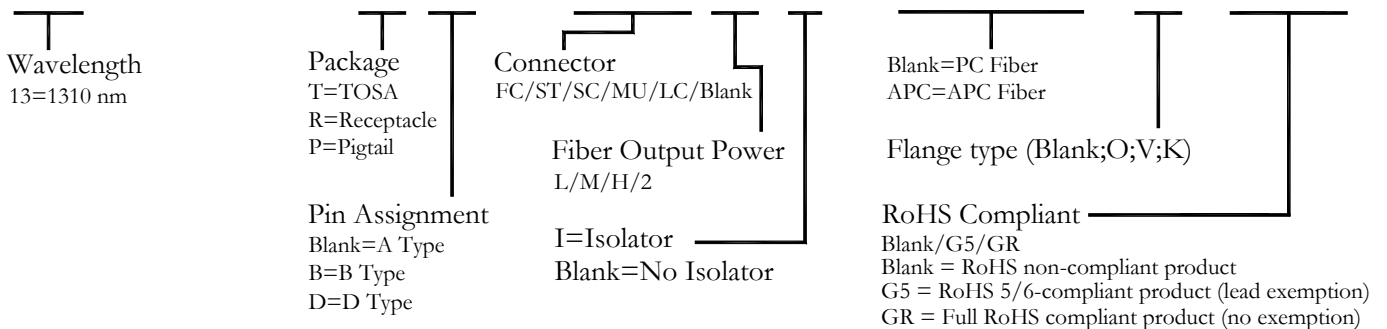 Wavelength
13=1310 nm
Package
T=TOSA
R=Receptacle
P=Pigtail
Pin Assignment
Blank=A Type
B=B Type
D=D Type
Connector
FC/ST/SC/MU/LC/Blank
Fiber Output Power
L/M/H/2
I=Isolator
Blank=No Isolator
Blank=PC Fiber
APC=APC Fiber
Flange type (Blank;O;V;K)
RoHS Compliant
Blank/G5/GR
Blank = RoHS non-compliant product
G5 = RoHS 5/6-compliant product (lead exemption)
GR = Full RoHS compliant product (no exemption)